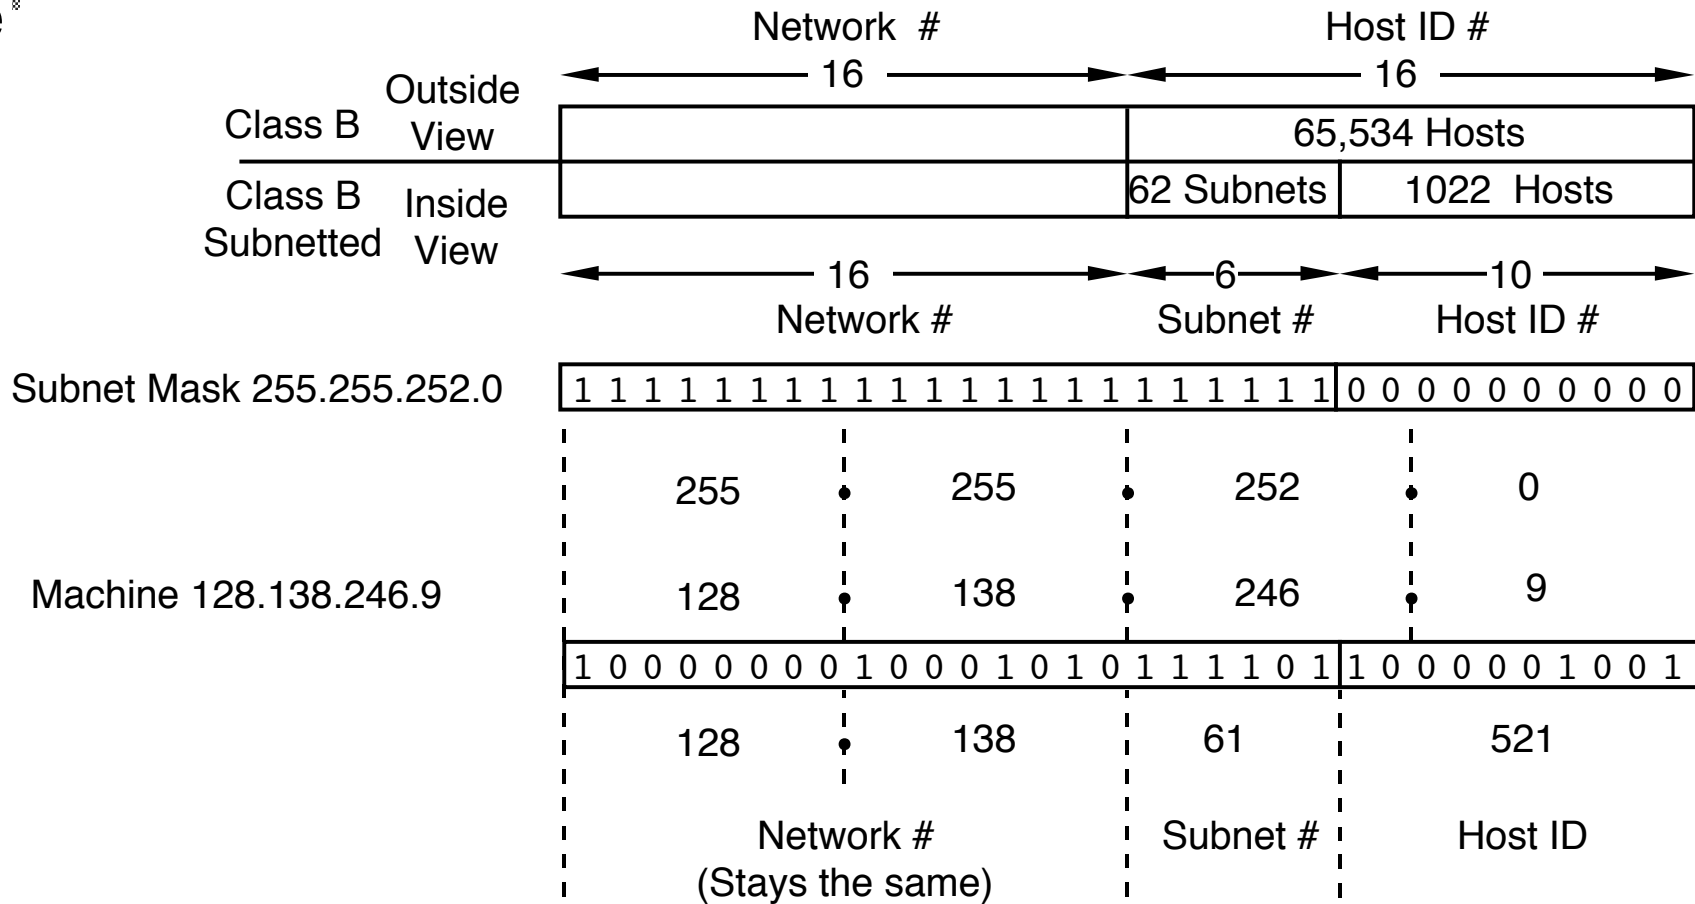 Network # Host ID #
16 16
Class B Outside View 65,534 Hosts
Class B Subnetted Inside View 62 Subnets 1022 Hosts
16 6 10
Network # Subnet # Host ID #
Subnet Mask 255.255.252.0 1 1 1 1 1 1 1 1 1 1 1 1 1 1 1 1 1 1 1 1 1 1 0 0 0 0 0 0 0 0 0 0
255 . 255 . 252 . 0
Machine 128.138.246.9 128 . 138 . 246 . 9
1 0 0 0 0 0 0 0 1 0 0 0 1 0 1 0 1 1 1 1 0 1 1 0 0 0 0 0 1 0 0 1
128 . 138 61 521
Network # Subnet # Host ID
(Stays the same)